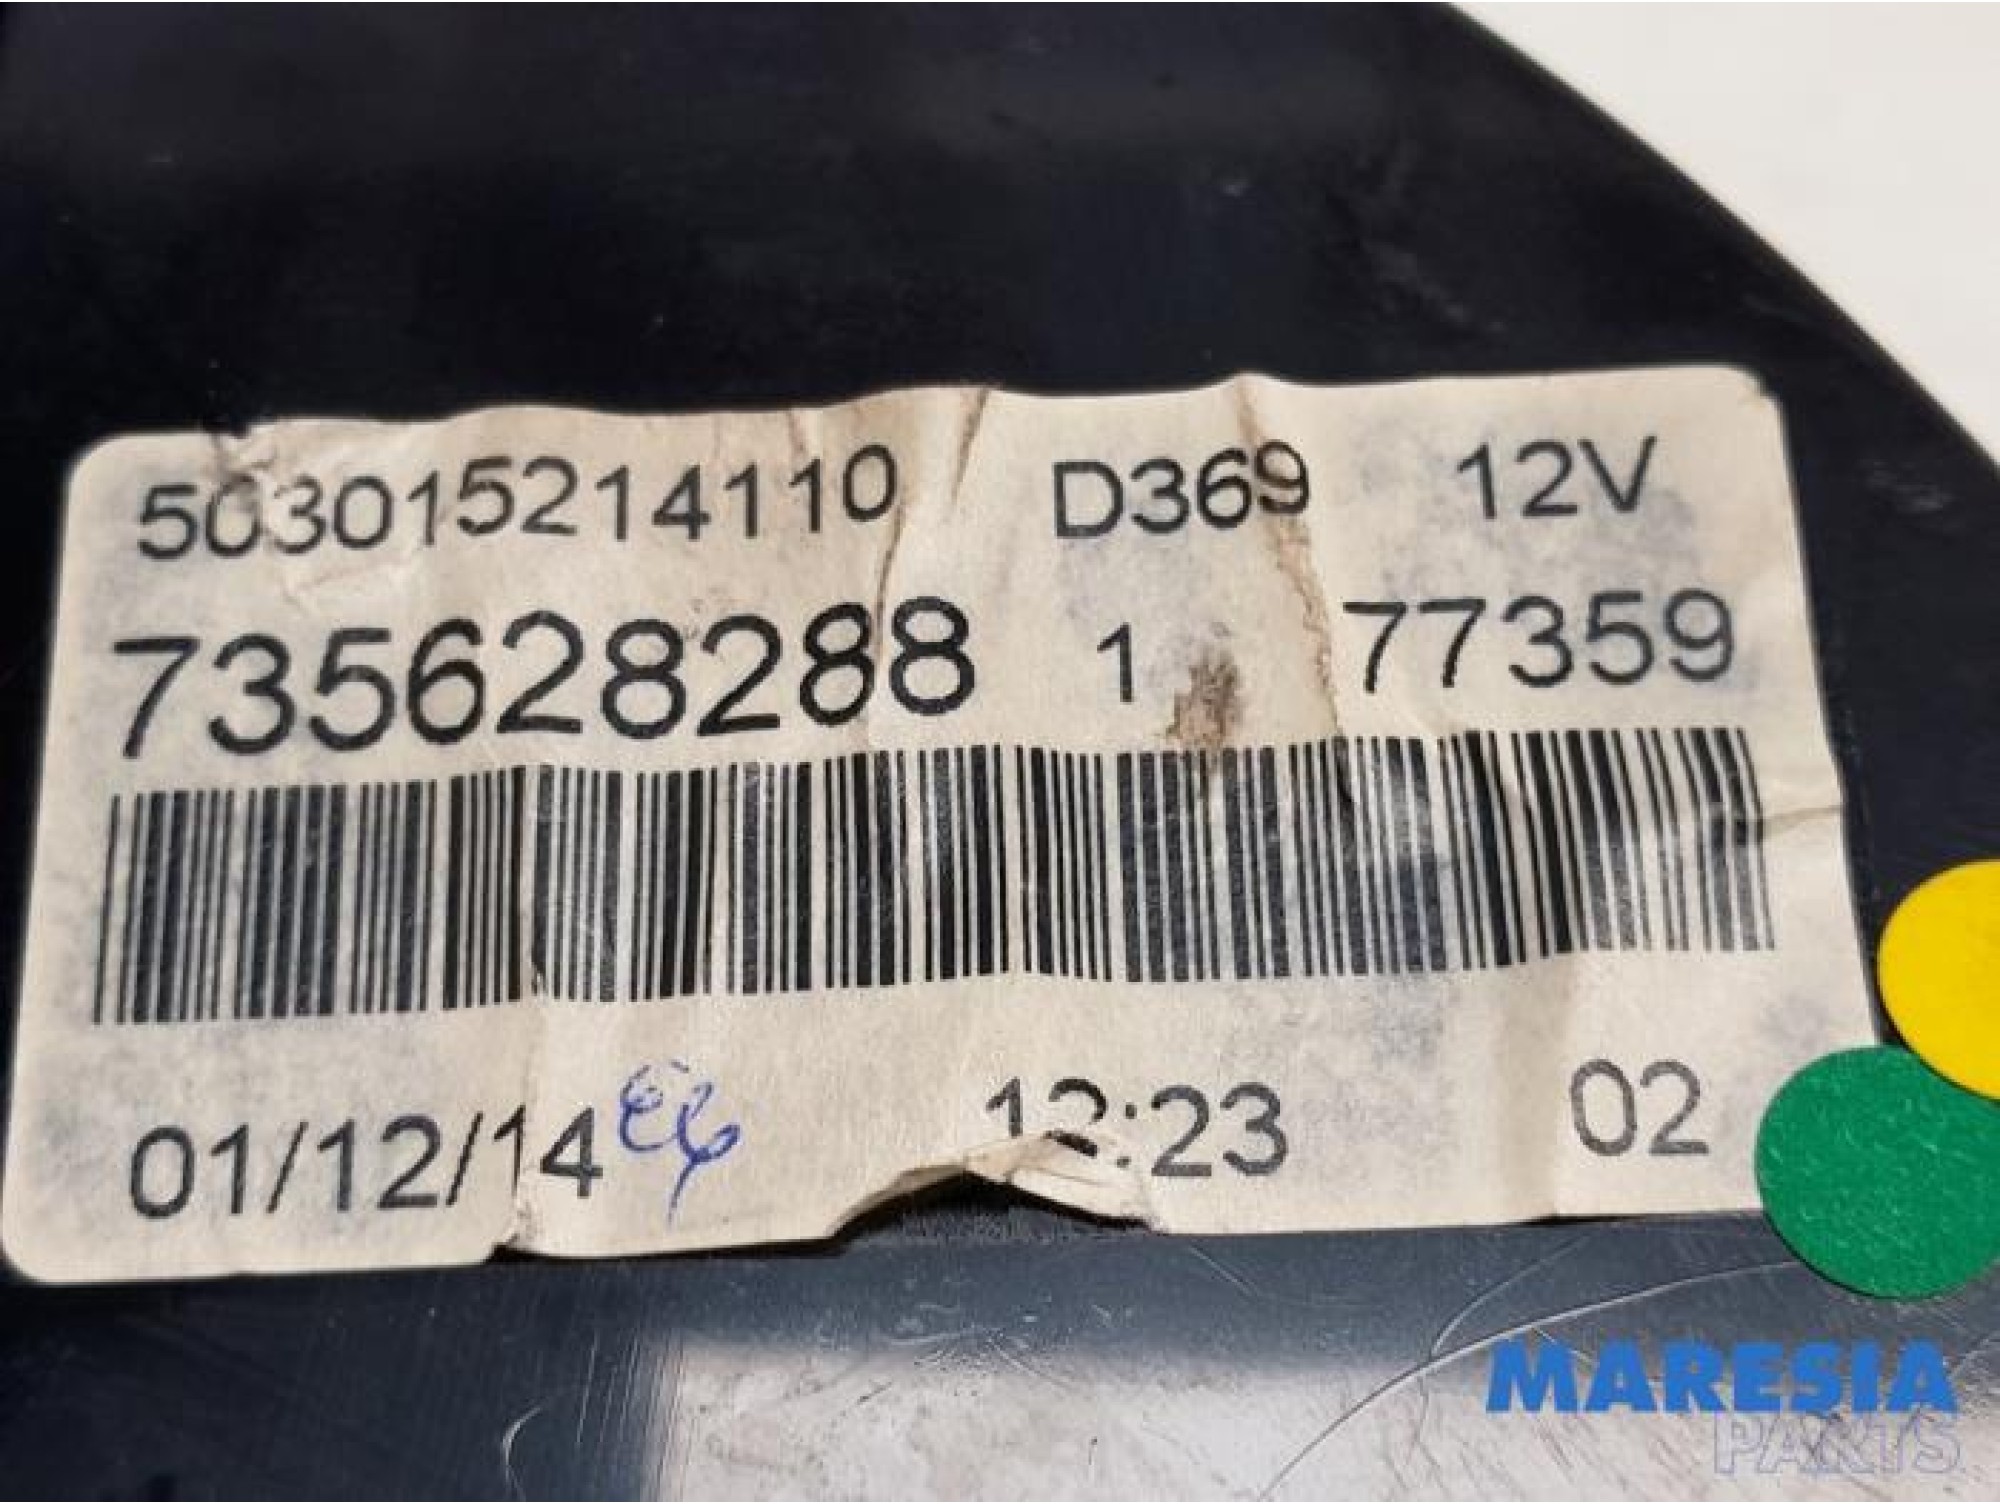 503015214110 D369 12V
735628288 1 77359
01/12/14 12:23 02
MARESIA
PARTS